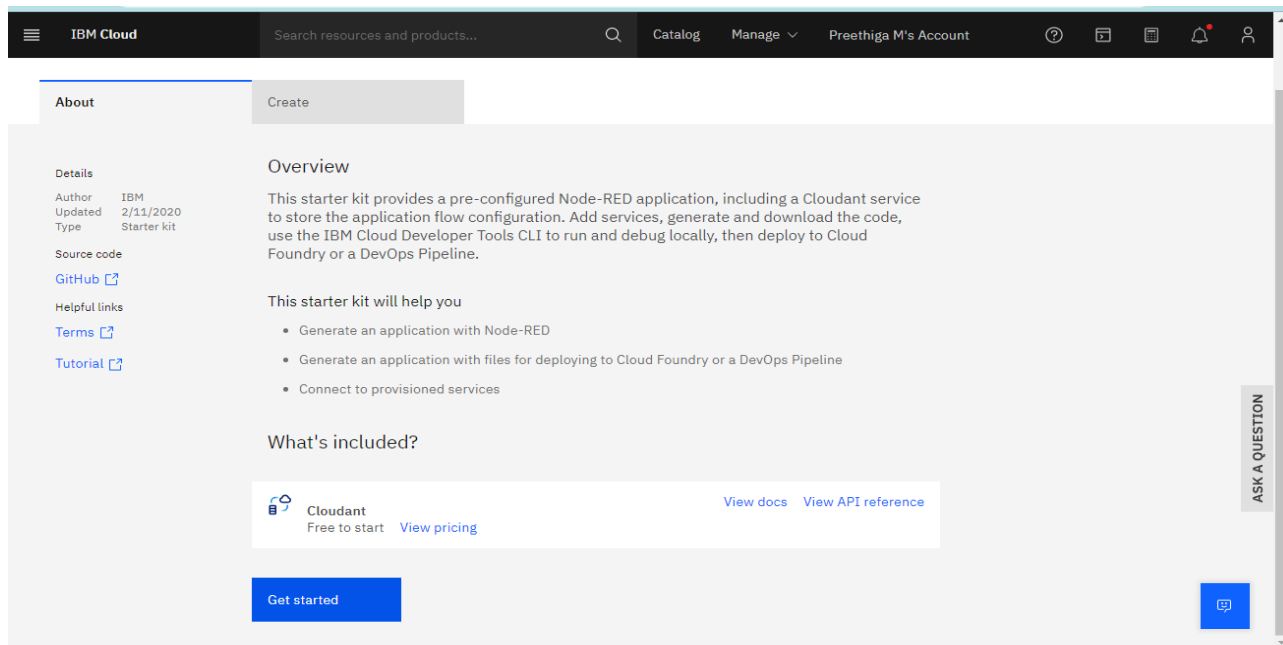 IBM Cloud
Search resources and products...
Catalog
Manage
Preethiga M's Account
About
Create
Details
Author IBM
Updated 2/11/2020
Type Starter kit
Source code
GitHub
Helpful links
Terms
Tutorial
Overview
This starter kit provides a pre-configured Node-RED application, including a Cloudant service
to store the application flow configuration. Add services, generate and download the code,
use the IBM Cloud Developer Tools CLI to run and debug locally, then deploy to Cloud
Foundry or a DevOps Pipeline.
This starter kit will help you
• Generate an application with Node-RED
• Generate an application with files for deploying to Cloud Foundry or a DevOps Pipeline
• Connect to provisioned services
What's included?
Cloudant
Free to start View pricing
View docs View API reference
Get started
ASK A QUESTION